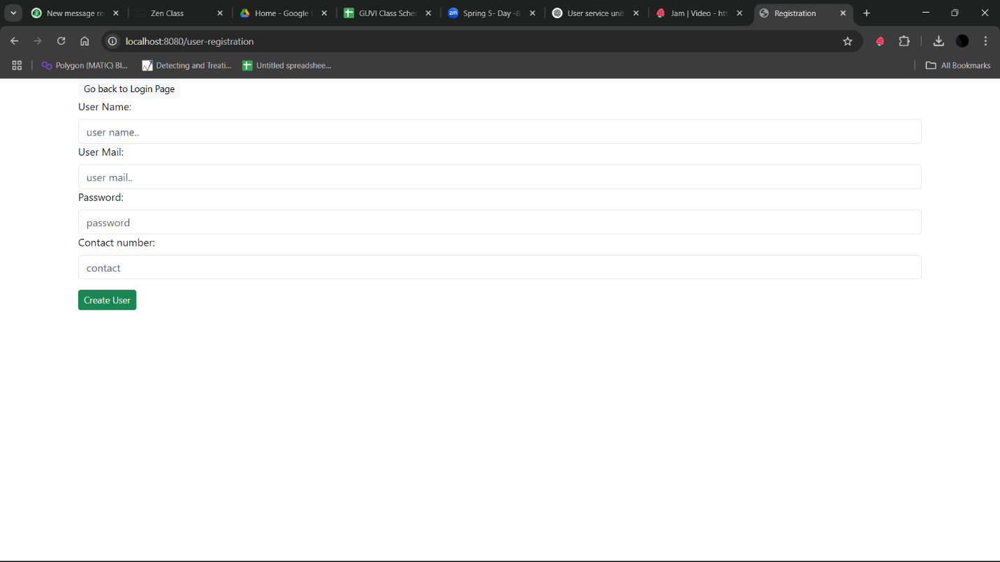 New message re
Zen Class
Home - Google
GUVI Class Sche
zm
Spring 5- Day -8
User service unit
Jam | Video - htt
Registration
localhost:8080/user-registration
Polygon (MATIC) Bl...
Detecting and Treati...
Untitled spreadshee...
All Bookmarks
Go back to Login Page
User Name:
user name..
User Mail:
user mail..
Password:
password
Contact number:
contact
Create User